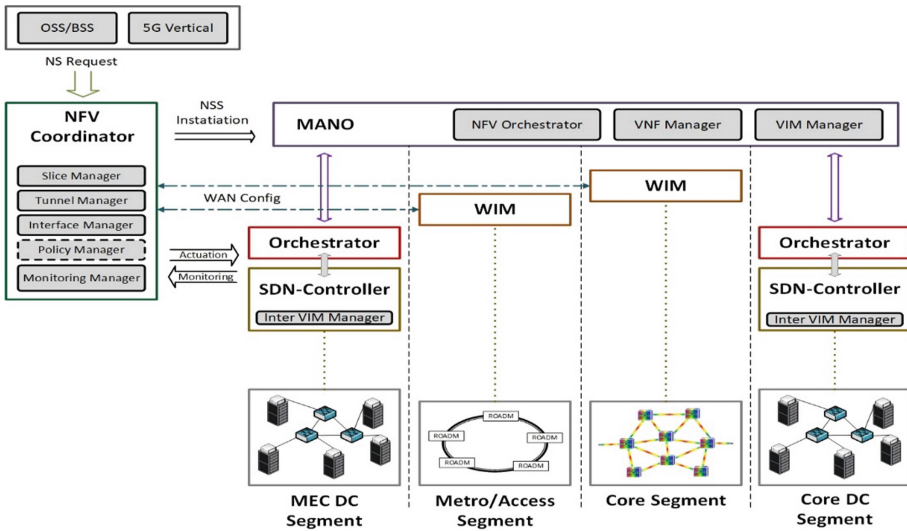 OSS/BSS
5G Vertical
NS Request
NFV
Coordinator
Slice Manager
Tunnel Manager
Interface Manager
Policy Manager
Monitoring Manager
NSS
Instatiation
MANO
NFV Orchestrator
VNF Manager
VIM Manager
WAN Config
WIM
WIM
Actuation
Monitoring
Orchestrator
SDN-Controller
Inter VIM Manager
Orchestrator
SDN-Controller
Inter VIM Manager
ROADM
ROADM
ROADM
ROADM
ROADM
MEC DC
Segment
Metro/Access
Segment
Core Segment
Core DC
Segment